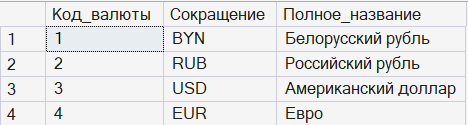 Код_валюты Сокращение Полное_название
1 1 BYN Белорусский рубль
2 2 RUB Российский рубль
3 3 USD Американский доллар
4 4 EUR Евро